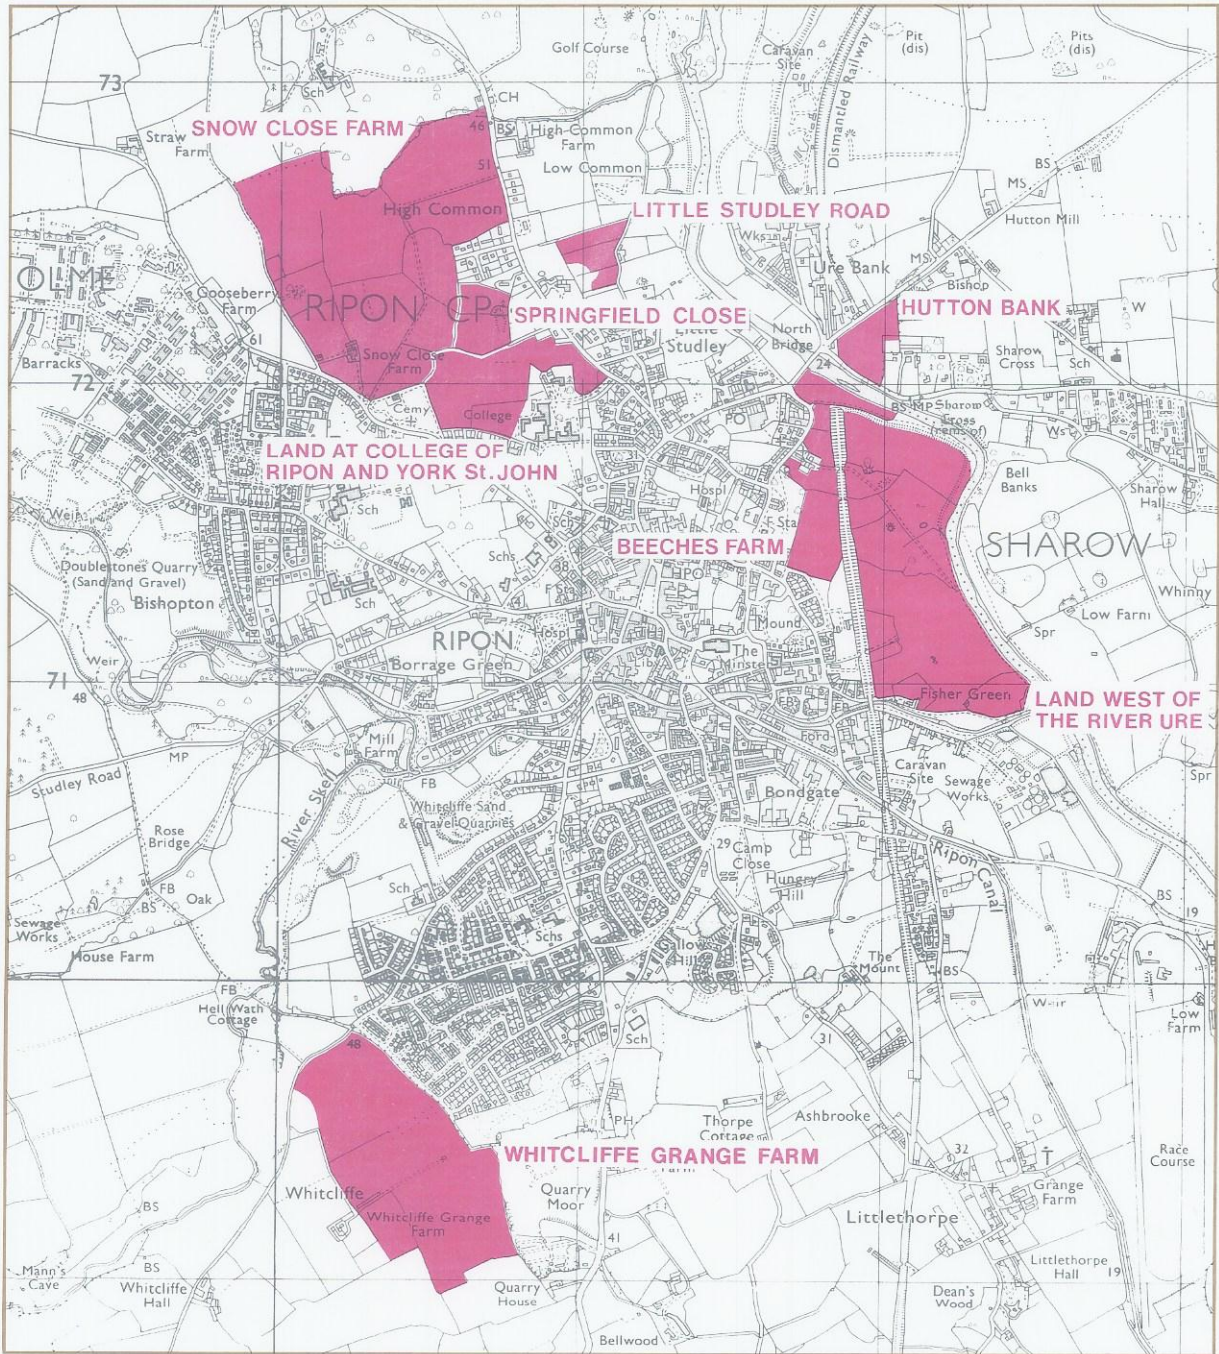 Golf Course
Caravan
Site
Pit
(dis)
Pits
(dis)
73
Sch
CH
Dismantled Railway
SNOW CLOSE FARM
46
BS
High Common
Farm
Straw
Farm
51
Low Common
BS
MS
Hutton Mill
High Common
LITTLE STUDLEY ROAD
Wks
Ure Bank
MS
OLME
Gooseberry
Farm
RIPON CP
SPRINGFIELD CLOSE
Bishop
HUTTON BANK
W
61
Little
Studley
North
Bridge
Barracks
Snow Close
Farm
24
Sharow
Cross
Sch
72
Cemy
College
PO
BS
MP
Sharow
Cross
(rems of)
LAND AT COLLEGE OF
RIPON AND YORK St. JOHN
31
Bell
Banks
Sharow
Hall
Weir
Sch
Hospl
Sch
F Sta
SHAROW
BEECHES FARM
Doublestones Quarry
(Sand and Gravel)
Schs
38
HPO
Whinny
Bishopton
Sch
Low Farm
Mound
Spr
RIPON
Hospl
Borrage Green
The
Minster
Weir
71
48
Fisher Green
LAND WEST OF
THE RIVER URE
Mill
Farm
Ford
MP
FB
Caravan
Site
Sewage
Works
Spr
Studley Road
River Skell
Whitcliffe Sand
& Gravel Quarries
Bondgate
Rose
Bridge
29
Camp
Close
Ripon Canal
FB
BS
Oak
Sch
Hungry
Hill
BS
19
Sewage
Works
House Farm
Schs
Gallows
Hill
The
Mount
BS
FB
Hell Wath
Cottage
Weir
Low
Farm
48
Sch
31
PH
Thorpe
Cottage
Ashbrooke
WHITCLIFFE GRANGE FARM
32
Race
Course
Whitcliffe
Quarry
Moor
Grange
Farm
BS
Whitcliffe Grange
Farm
Littlethorpe
41
Mann's
Cave
BS
Whitcliffe
Hall
Quarry
House
Littlethorpe
Hall
19
Dean's
Wood
Bellwood